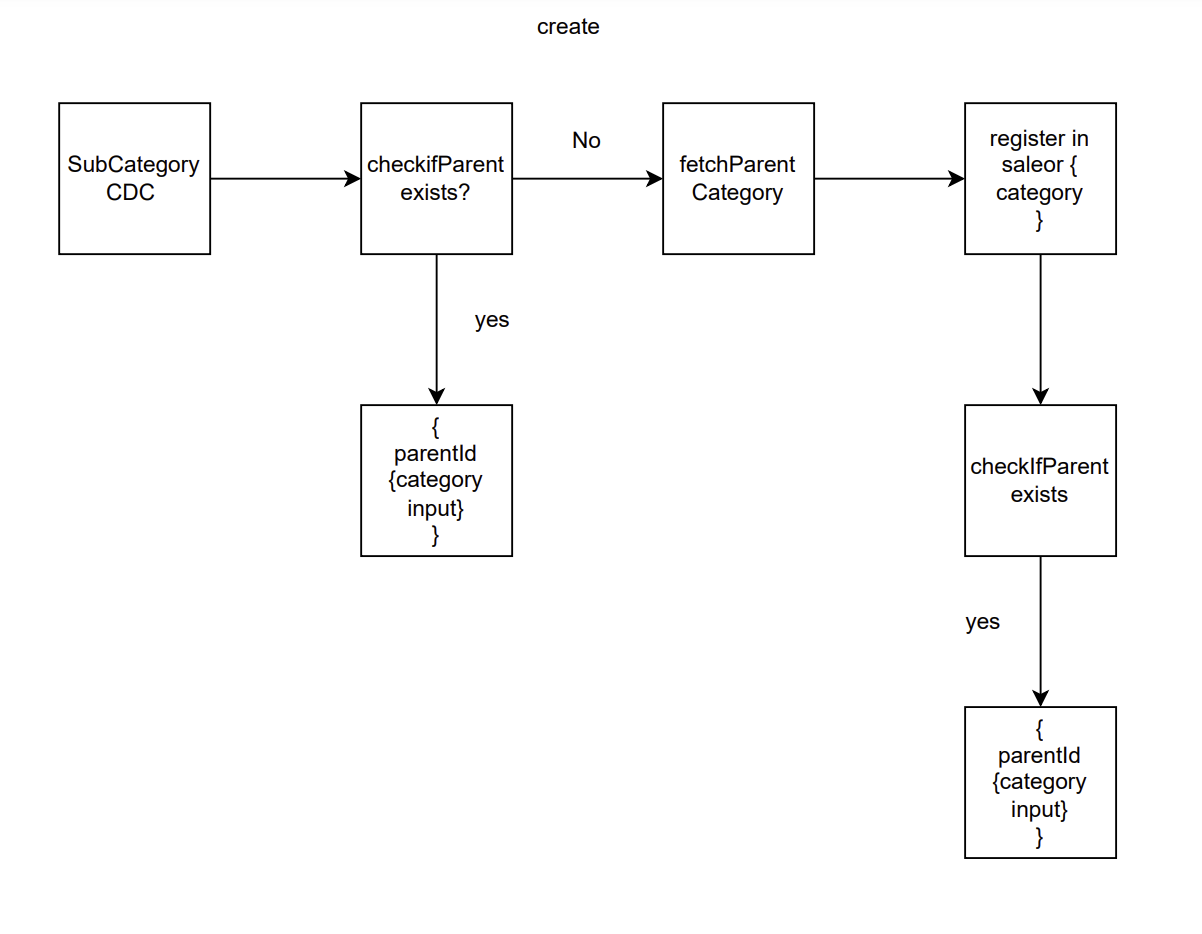 create
SubCategory
CDC
checkifParent
exists?
No
fetchParent
Category
register in
saleor {
category
}
yes
{
parentId
{category
input}
}
checkIfParent
exists
yes
{
parentId
{category
input}
}